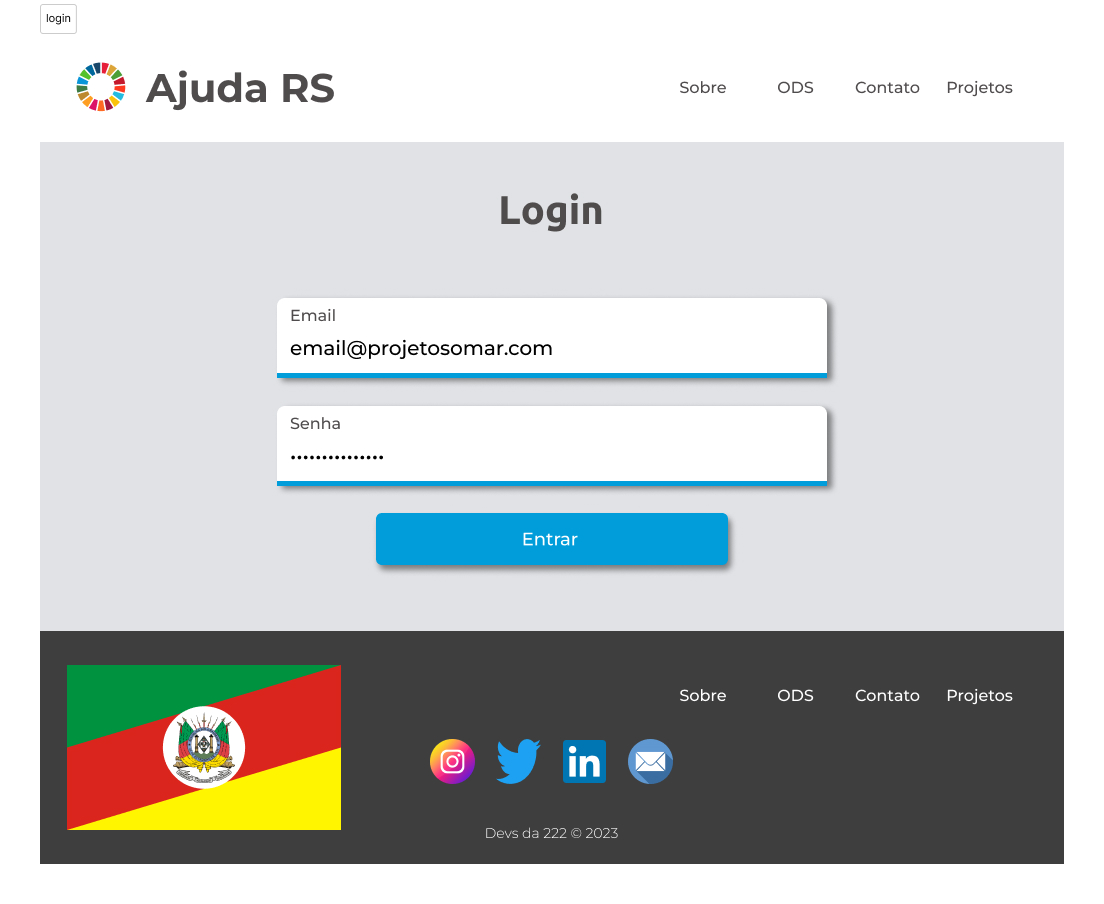 login
Ajuda RS
Sobre ODS Contato Projetos
Login
Email
email@projetosomar.com
Senha
•••••••••••••••
Entrar
Sobre ODS Contato Projetos
in
Devs da 222 © 2023